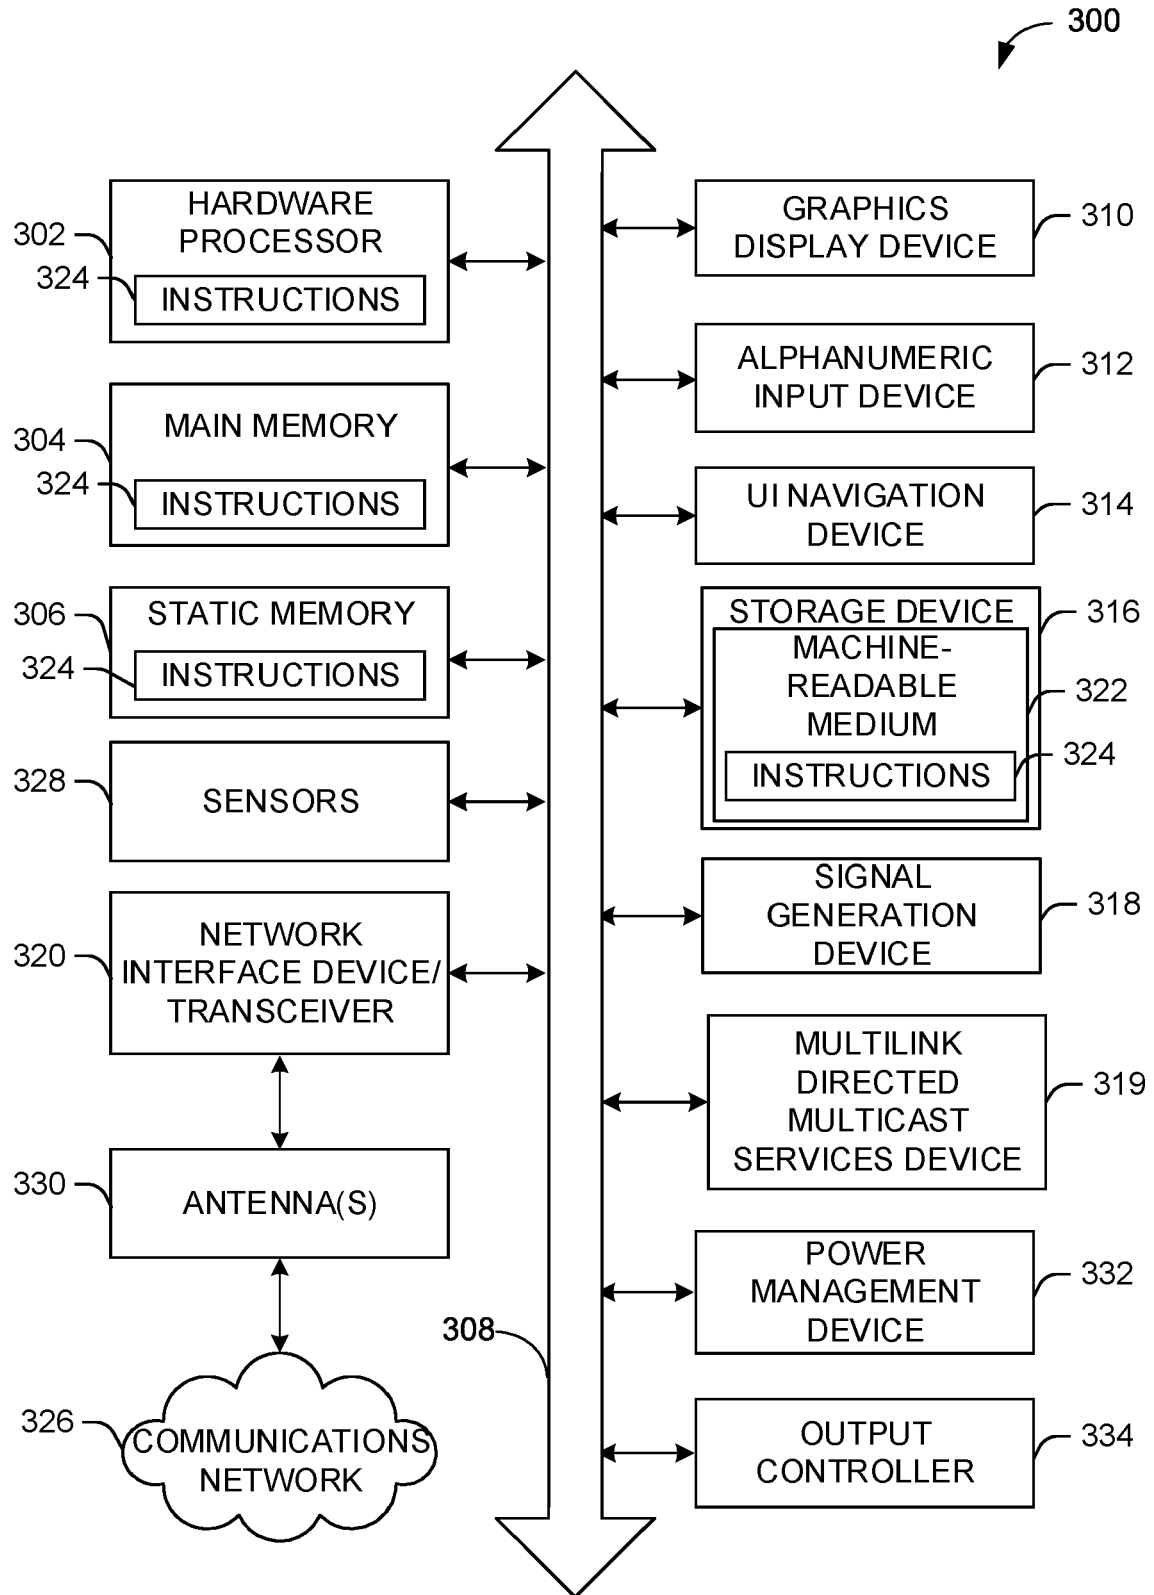 300
HARDWARE
PROCESSOR
302
324
INSTRUCTIONS
MAIN MEMORY
304
324
INSTRUCTIONS
STATIC MEMORY
306
324
INSTRUCTIONS
328
SENSORS
320
NETWORK
INTERFACE DEVICE/
TRANSCEIVER
330
ANTENNA(S)
326
COMMUNICATIONS
NETWORK
308
GRAPHICS
DISPLAY DEVICE
310
ALPHANUMERIC
INPUT DEVICE
312
UI NAVIGATION
DEVICE
314
STORAGE DEVICE
316
MACHINE-
READABLE
MEDIUM
322
INSTRUCTIONS
324
SIGNAL
GENERATION
DEVICE
318
MULTILINK
DIRECTED
MULTICAST
SERVICES DEVICE
319
POWER
MANAGEMENT
DEVICE
332
OUTPUT
CONTROLLER
334